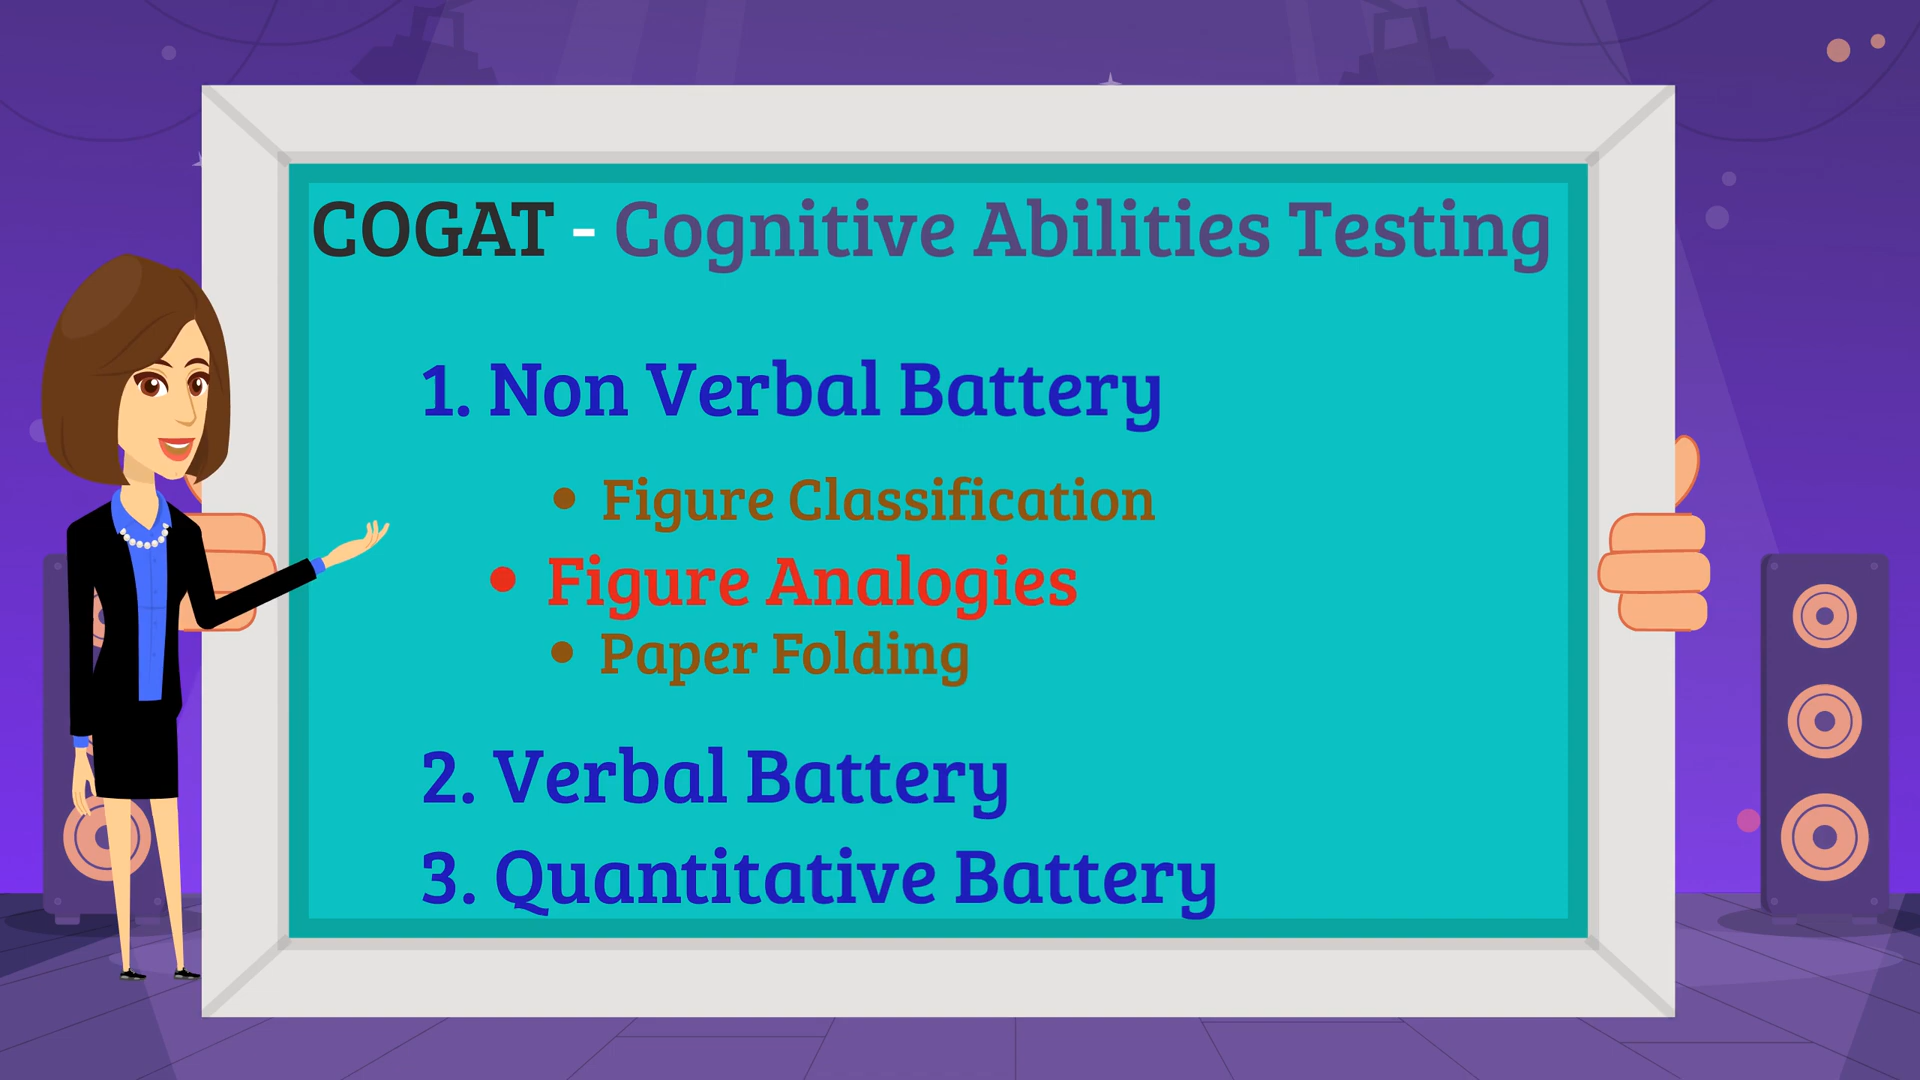 COGAT - Cognitive Abilities Testing
1. Non Verbal Battery
• Figure Classification
• Figure Analogies
• Paper Folding
2. Verbal Battery
3. Quantitative Battery